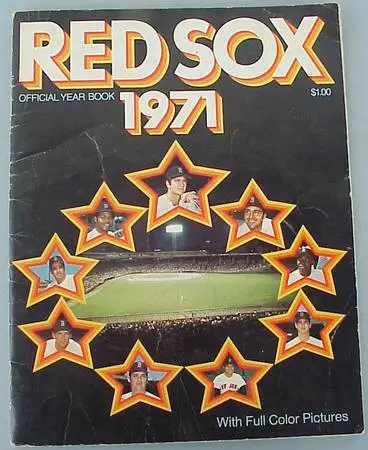 RED SOX
OFFICIAL YEAR BOOK
1971
$1.00
With Full Color Pictures